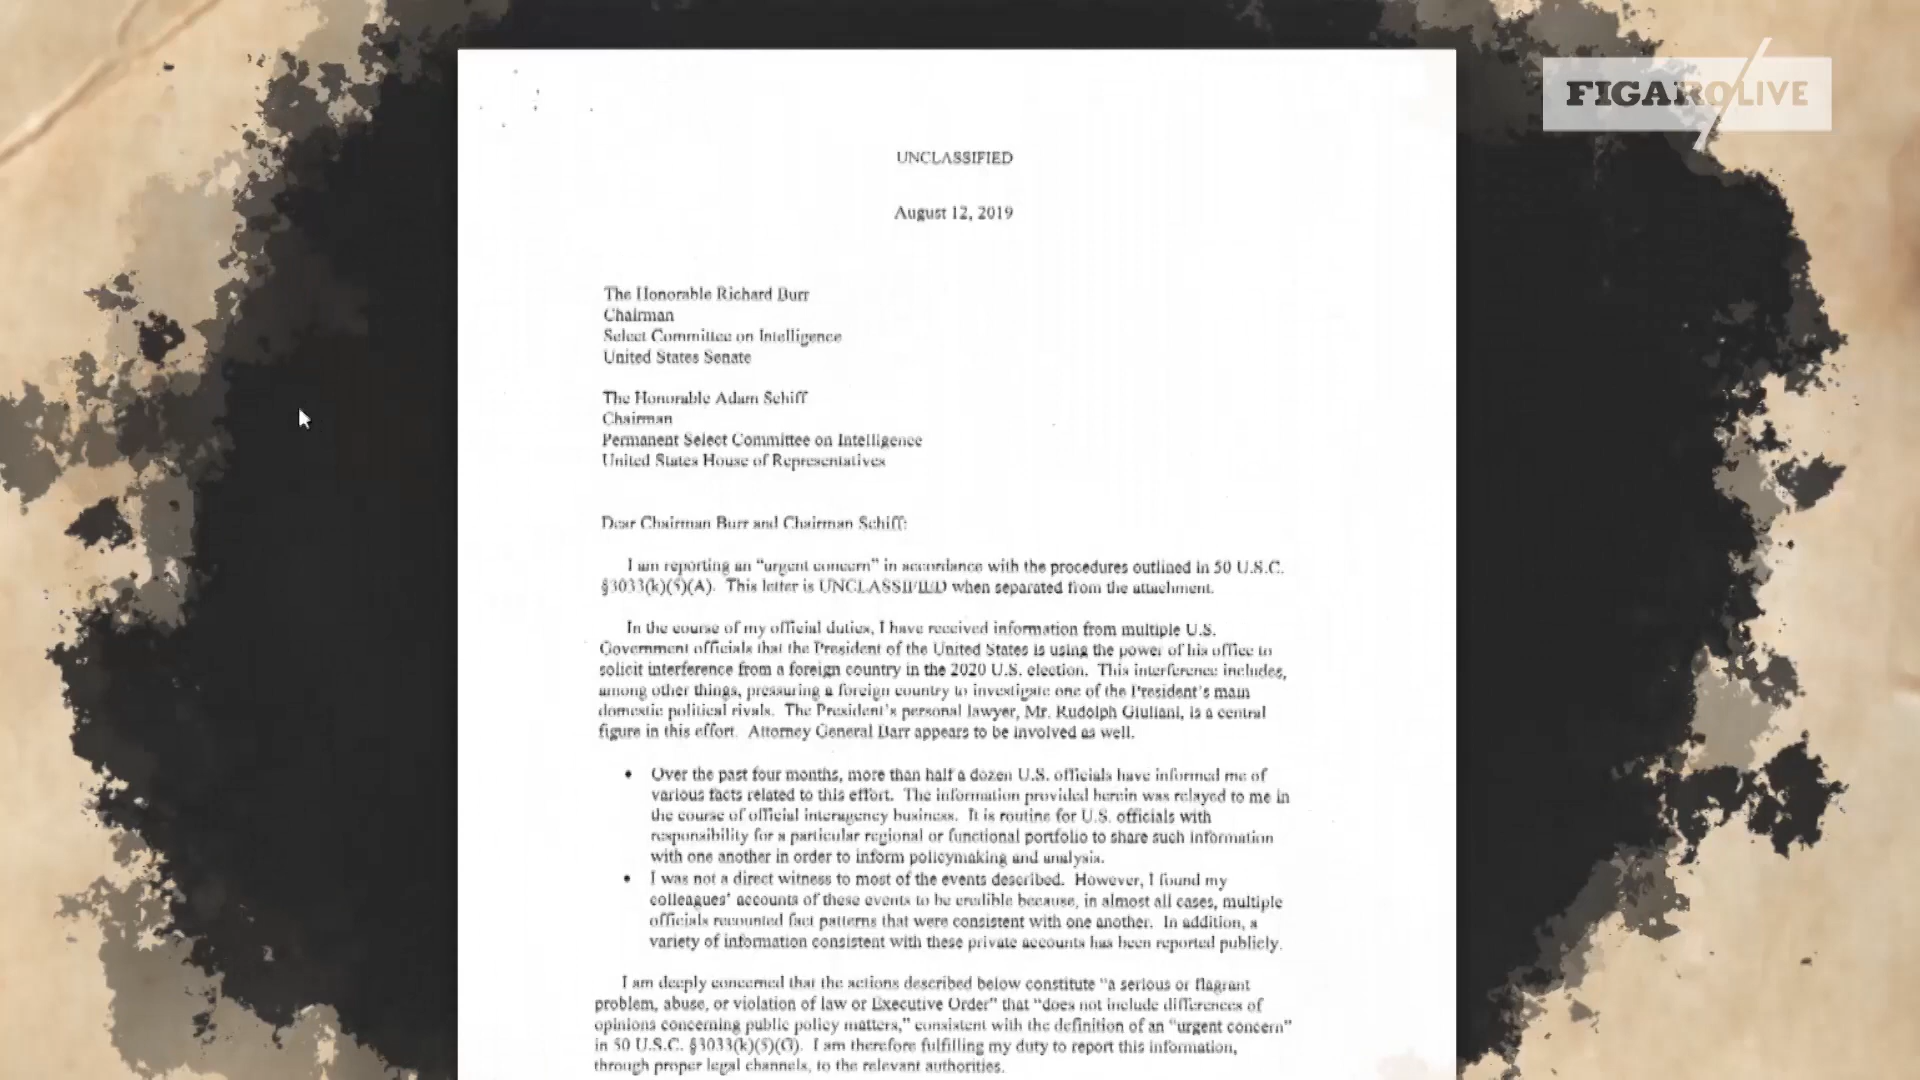 FIGAROLIVE
UNCLASSIFIED
August 12, 2019
The Honorable Richard Burr
Chairman
Select Committee on Intelligence
United States Senate
The Honorable Adam Schiff
Chairman
Permanent Select Committee on Intelligence
United States House of Representatives
Dear Chairman Burr and Chairman Schiff:
I am reporting an “urgent concern” in accordance with the procedures outlined in 50 U.S.C.
§3033(k)(5)(A). This letter is UNCLASSIFIED when separated from the attachment.
In the course of my official duties, I have received information from multiple U.S.
Government officials that the President of the United States is using the power of his office to
solicit interference from a foreign country in the 2020 U.S. election. This interference includes,
among other things, pressuring a foreign country to investigate one of the President’s main
domestic political rivals. The President’s personal lawyer, Mr. Rudolph Giuliani, is a central
figure in this effort. Attorney General Barr appears to be involved as well.
• Over the past four months, more than half a dozen U.S. officials have informed me of
various facts related to this effort. The information provided herein was relayed to me in
the course of official interagency business. It is routine for U.S. officials with
responsibility for a particular regional or functional portfolio to share such information
with one another in order to inform policymaking and analysis.
• I was not a direct witness to most of the events described. However, I found my
colleagues’ accounts of these events to be credible because, in almost all cases, multiple
officials recounted fact patterns that were consistent with one another. In addition, a
variety of information consistent with these private accounts has been reported publicly.
I am deeply concerned that the actions described below constitute “a serious or flagrant
problem, abuse, or violation of law or Executive Order” that “does not include differences of
opinions concerning public policy matters,” consistent with the definition of an “urgent concern”
in 50 U.S.C. §3033(k)(5)(G). I am therefore fulfilling my duty to report this information,
through proper legal channels, to the relevant authorities.